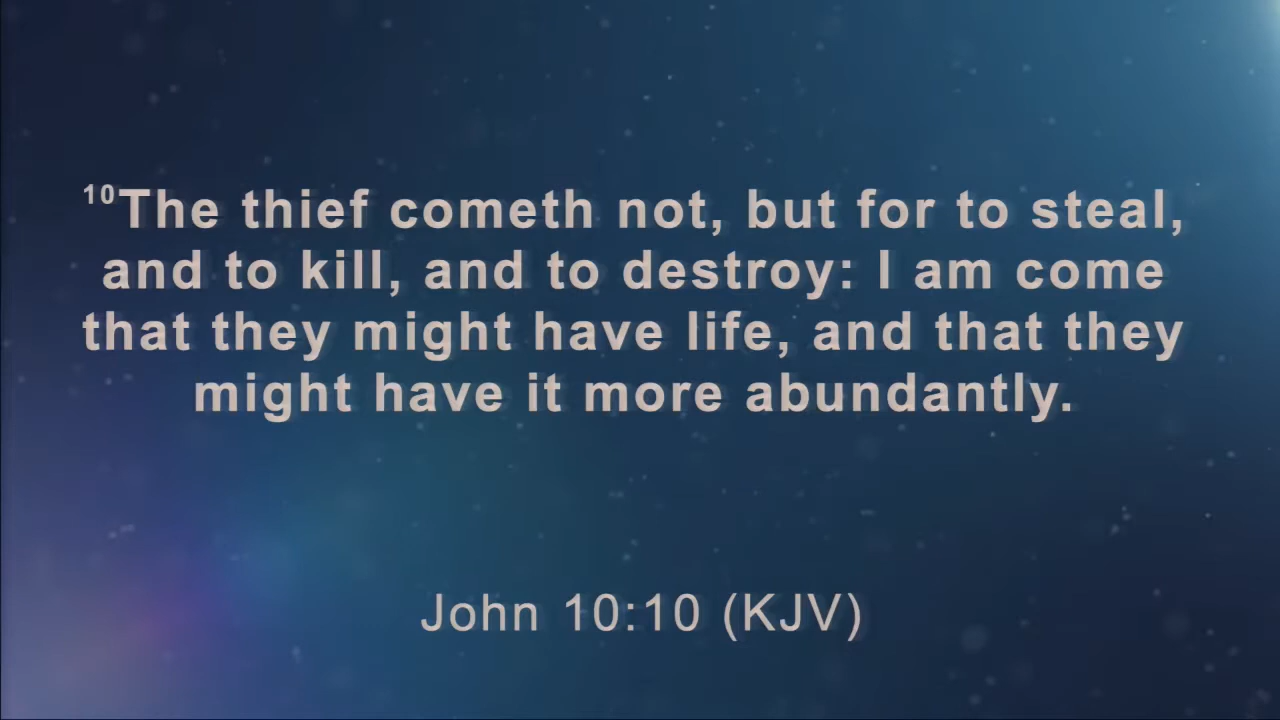 ¹⁰The thief cometh not, but for to steal,
and to kill, and to destroy: I am come
that they might have life, and that they
might have it more abundantly.
John 10:10 (KJV)